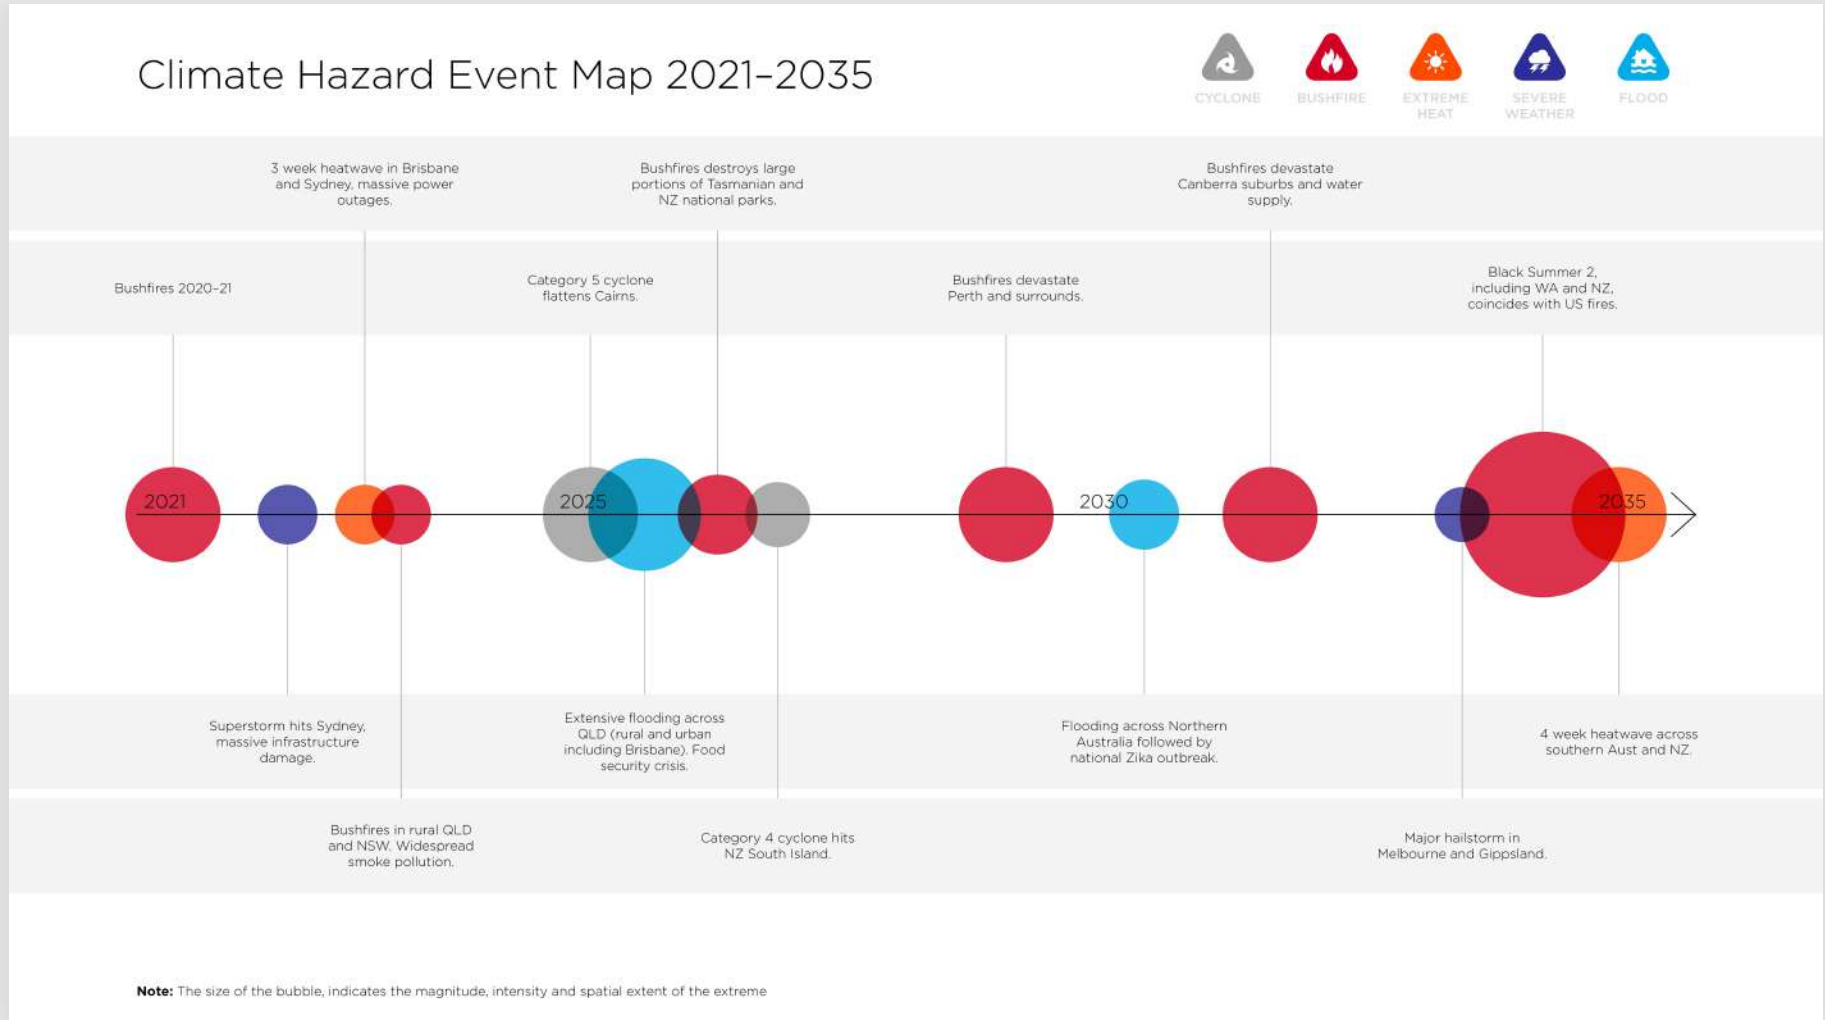 Climate Hazard Event Map 2021–2035
CYCLONE
BUSHFIRE
EXTREME
HEAT
SEVERE
WEATHER
FLOOD
3 week heatwave in Brisbane
and Sydney, massive power
outages.
Bushfires destroys large
portions of Tasmanian and
NZ national parks.
Bushfires devastate
Canberra suburbs and water
supply.
Bushfires 2020–21
Category 5 cyclone
flattens Cairns.
Bushfires devastate
Perth and surrounds.
Black Summer 2,
including WA and NZ,
coincides with US fires.
2021
2025
2030
2035
Superstorm hits Sydney,
massive infrastructure
damage.
Extensive flooding across
QLD (rural and urban
including Brisbane). Food
security crisis.
Flooding across Northern
Australia followed by
national Zika outbreak.
4 week heatwave across
southern Aust and NZ.
Bushfires in rural QLD
and NSW. Widespread
smoke pollution.
Category 4 cyclone hits
NZ South Island.
Major hailstorm in
Melbourne and Gippsland.
Note: The size of the bubble, indicates the magnitude, intensity and spatial extent of the extreme